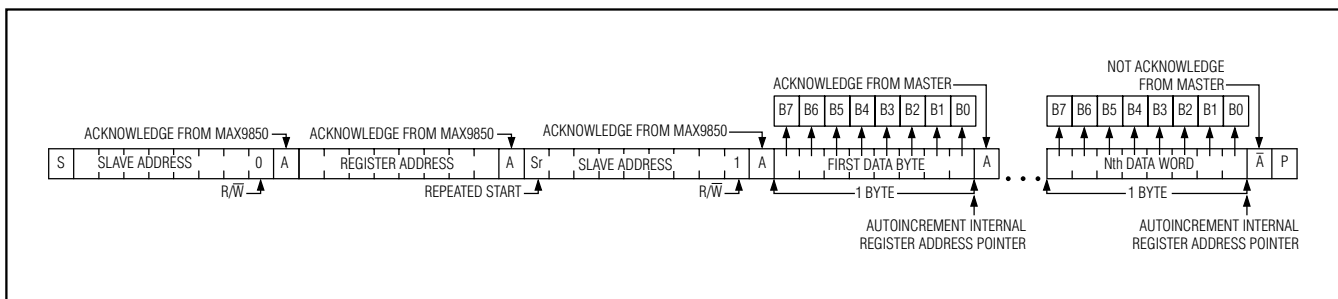 NOT ACKNOWLEDGE
FROM MASTER
ACKNOWLEDGE FROM MASTER
B7 B6 B5 B4 B3 B2 B1 B0
B7 B6 B5 B4 B3 B2 B1 B0
ACKNOWLEDGE FROM MAX9850
ACKNOWLEDGE FROM MAX9850
ACKNOWLEDGE FROM MAX9850
S SLAVE ADDRESS 0 A REGISTER ADDRESS A Sr SLAVE ADDRESS 1 A FIRST DATA BYTE A • • • Nth DATA WORD A̅ P
R/W̅
REPEATED START
R/W̅
1 BYTE
1 BYTE
AUTOINCREMENT INTERNAL
REGISTER ADDRESS POINTER
AUTOINCREMENT INTERNAL
REGISTER ADDRESS POINTER